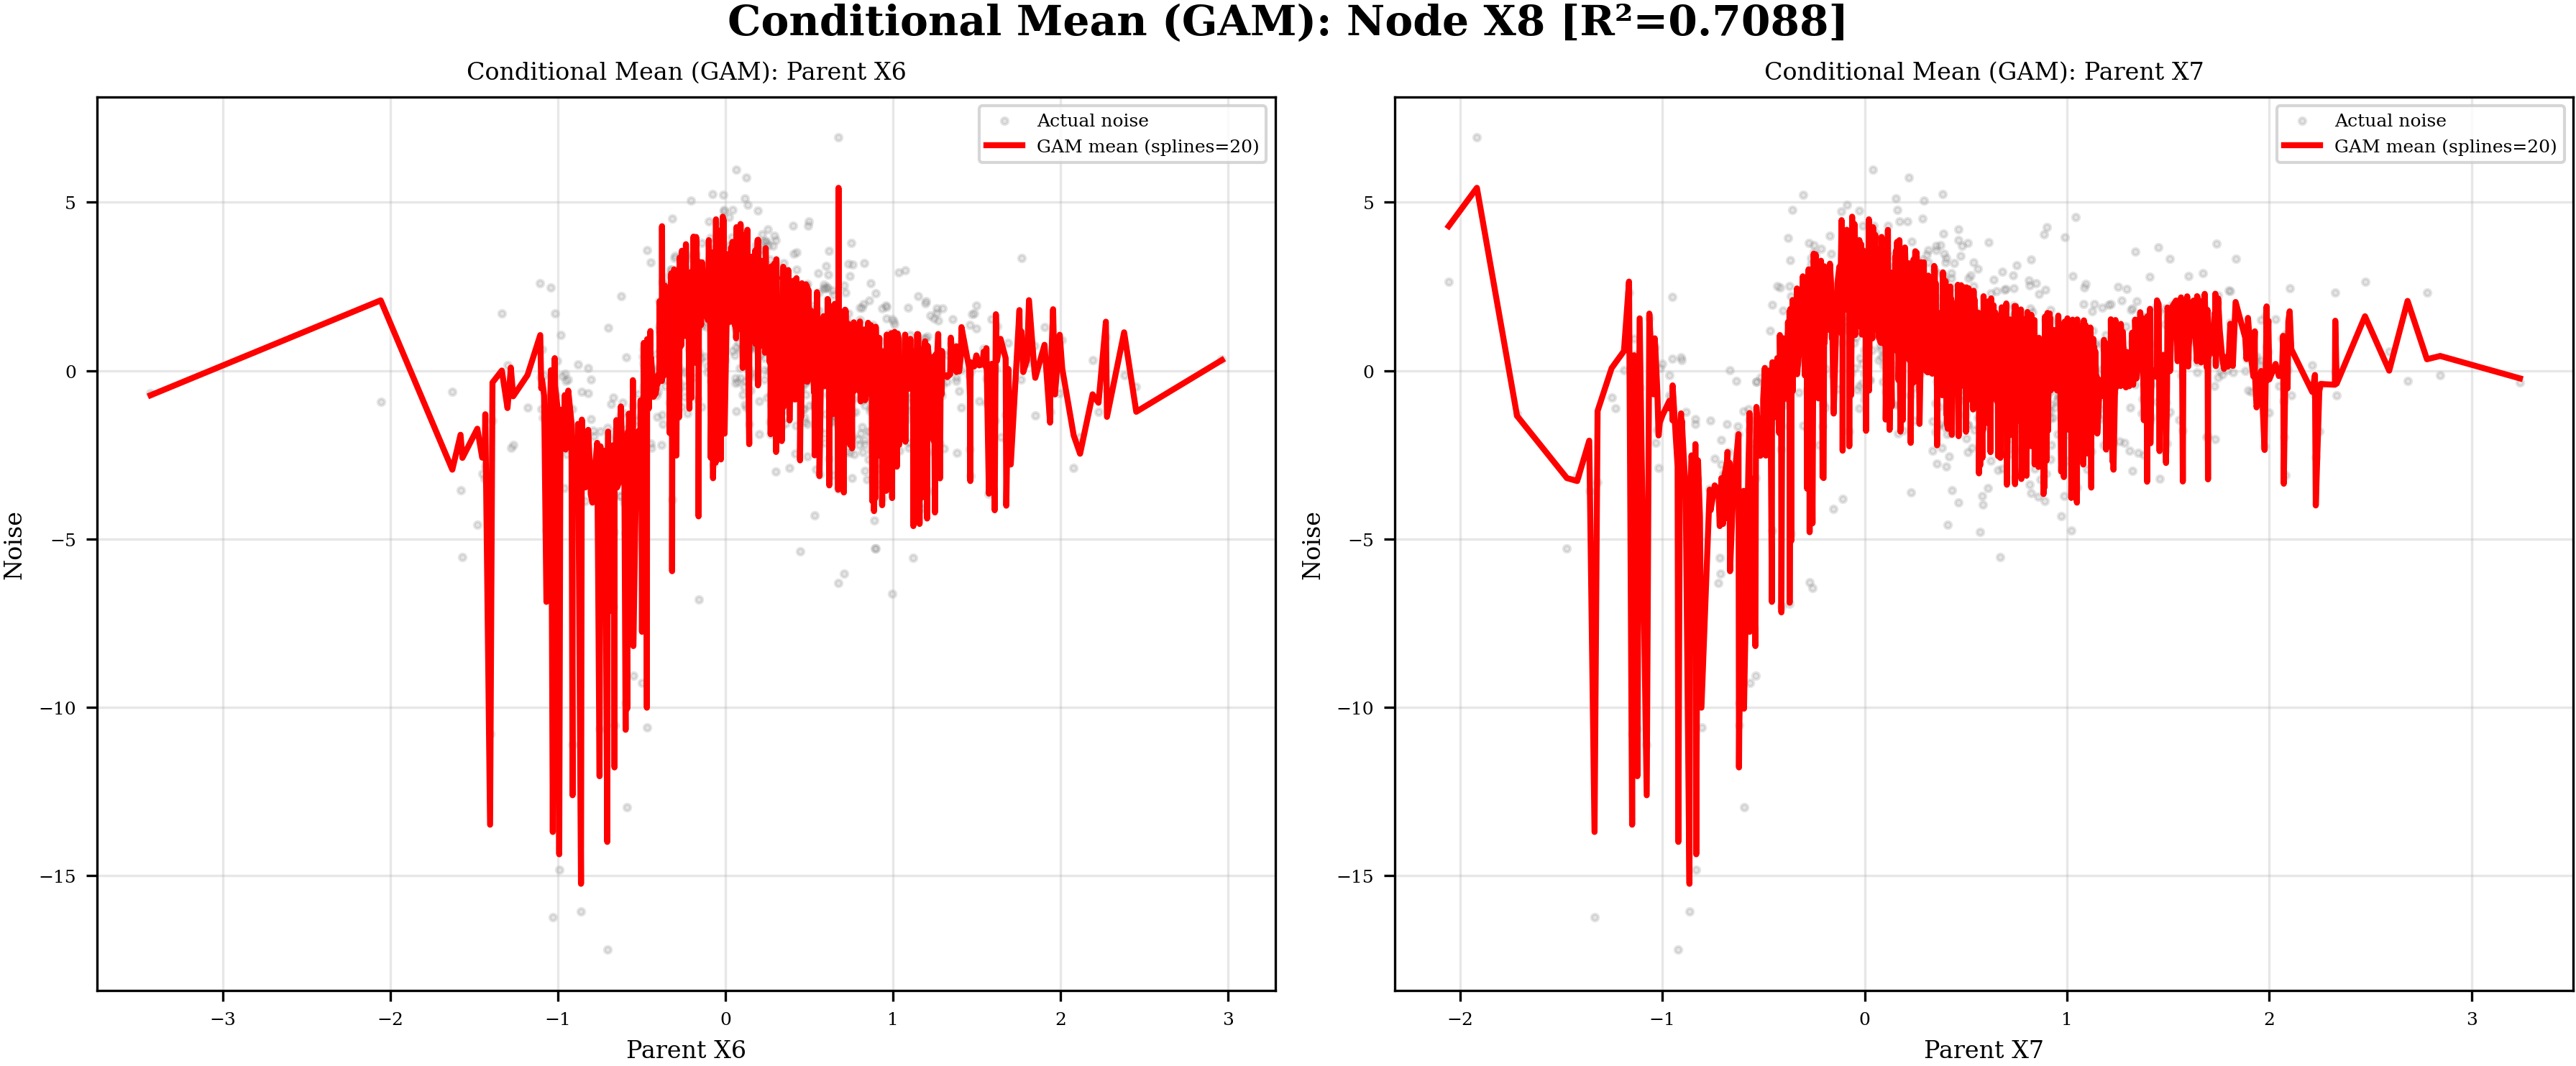 Conditional Mean (GAM): Node X8 [R²=0.7088]
Conditional Mean (GAM): Parent X6
Actual noise
GAM mean (splines=20)
5
0
−5
−10
−15
Noise
−3
−2
−1
0
1
2
3
Parent X6
Conditional Mean (GAM): Parent X7
Actual noise
GAM mean (splines=20)
5
0
−5
−10
−15
Noise
−2
−1
0
1
2
3
Parent X7